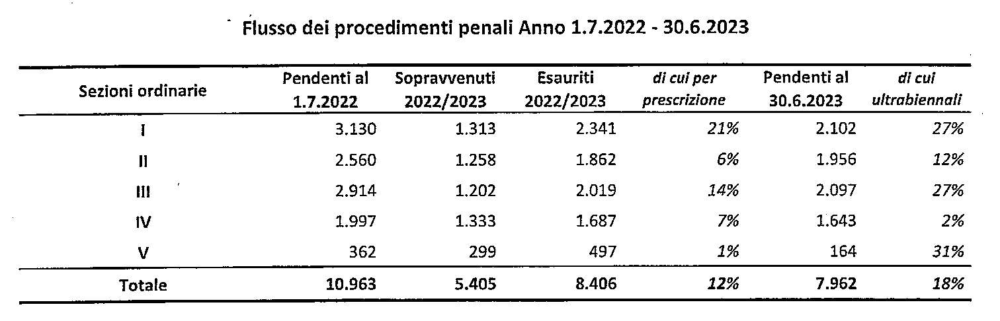 Flusso dei procedimenti penali Anno 1.7.2022 - 30.6.2023
Sezioni ordinarie Pendenti al 1.7.2022 Sopravvenuti 2022/2023 Esauriti 2022/2023 di cui per prescrizione Pendenti al 30.6.2023 di cui ultrabiennali
I 3.130 1.313 2.341 21% 2.102 27%
II 2.560 1.258 1.862 6% 1.956 12%
III 2.914 1.202 2.019 14% 2.097 27%
IV 1.997 1.333 1.687 7% 1.643 2%
V 362 299 497 1% 164 31%
Totale 10.963 5.405 8.406 12% 7.962 18%